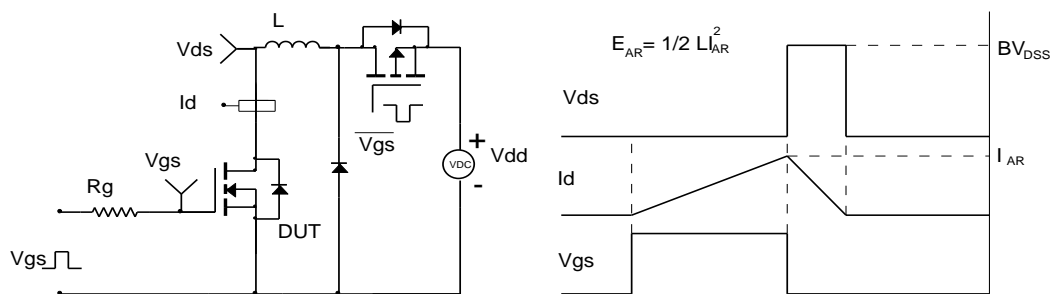 L
Vds
Id
Vgs
Vgs
+
VDC
Vdd
-
Rg
DUT
Vgs
E_AR= 1/2 LI_AR^2
BV_DSS
Vds
I_AR
Id
Vgs